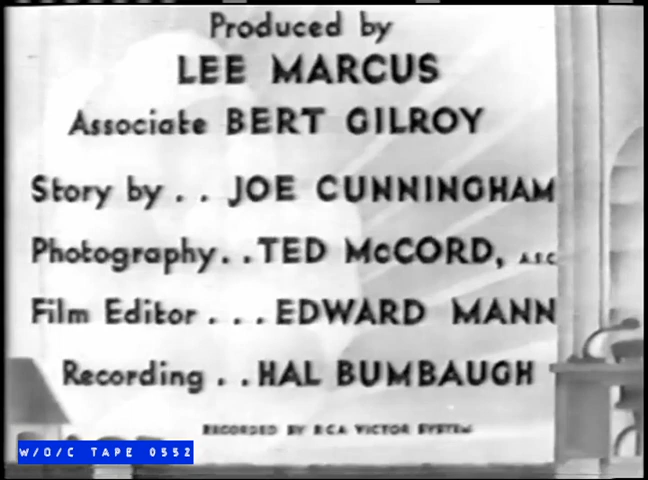 Produced by
LEE MARCUS
Associate BERT GILROY
Story by . . JOE CUNNINGHAM
Photography . . TED McCORD, A.S.C
Film Editor . . . EDWARD MANN
Recording . . HAL BUMBAUGH
RECORDED BY RCA VICTOR SYSTEM
W/O/C TAPE 0552